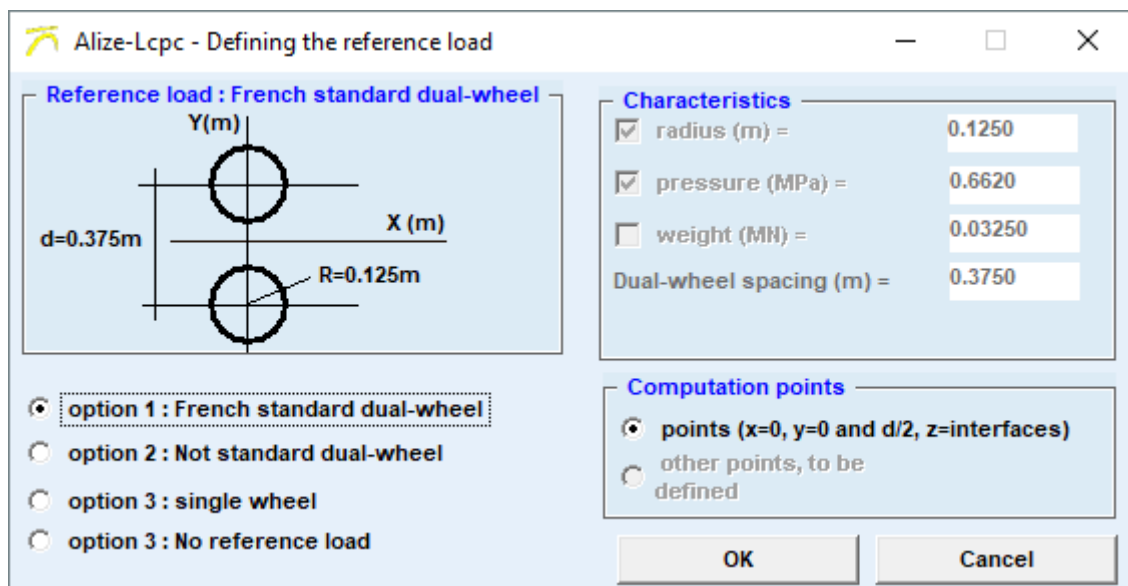 Alize-Lcpc - Defining the reference load
Reference load : French standard dual-wheel
Y(m)
X (m)
d=0.375m
R=0.125m
option 1 : French standard dual-wheel
option 2 : Not standard dual-wheel
option 3 : single wheel
option 3 : No reference load
Characteristics
radius (m) = 0.1250
pressure (MPa) = 0.6620
weight (MN) = 0.03250
Dual-wheel spacing (m) = 0.3750
Computation points
points (x=0, y=0 and d/2, z=interfaces)
other points, to be
defined
OK Cancel